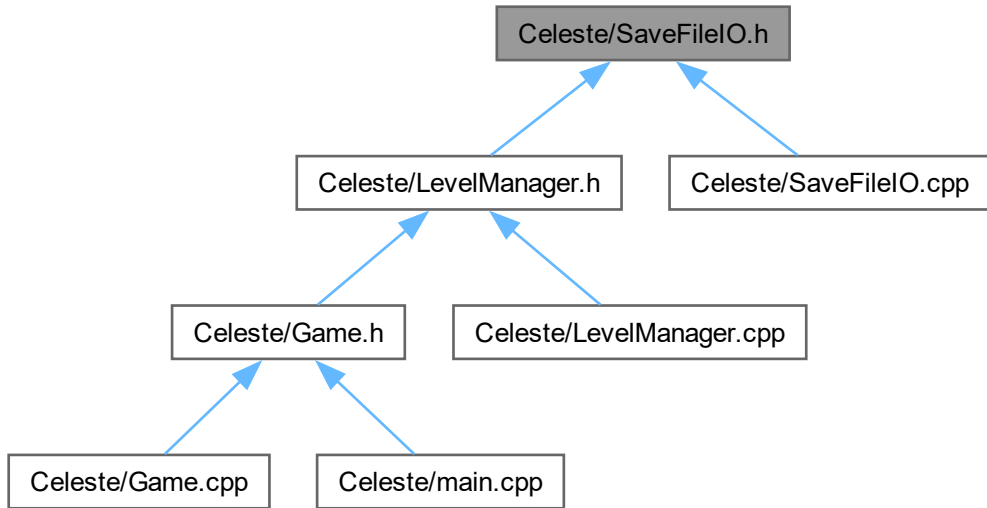 Celeste/SaveFileIO.h
Celeste/LevelManager.h
Celeste/SaveFileIO.cpp
Celeste/Game.h
Celeste/LevelManager.cpp
Celeste/Game.cpp
Celeste/main.cpp